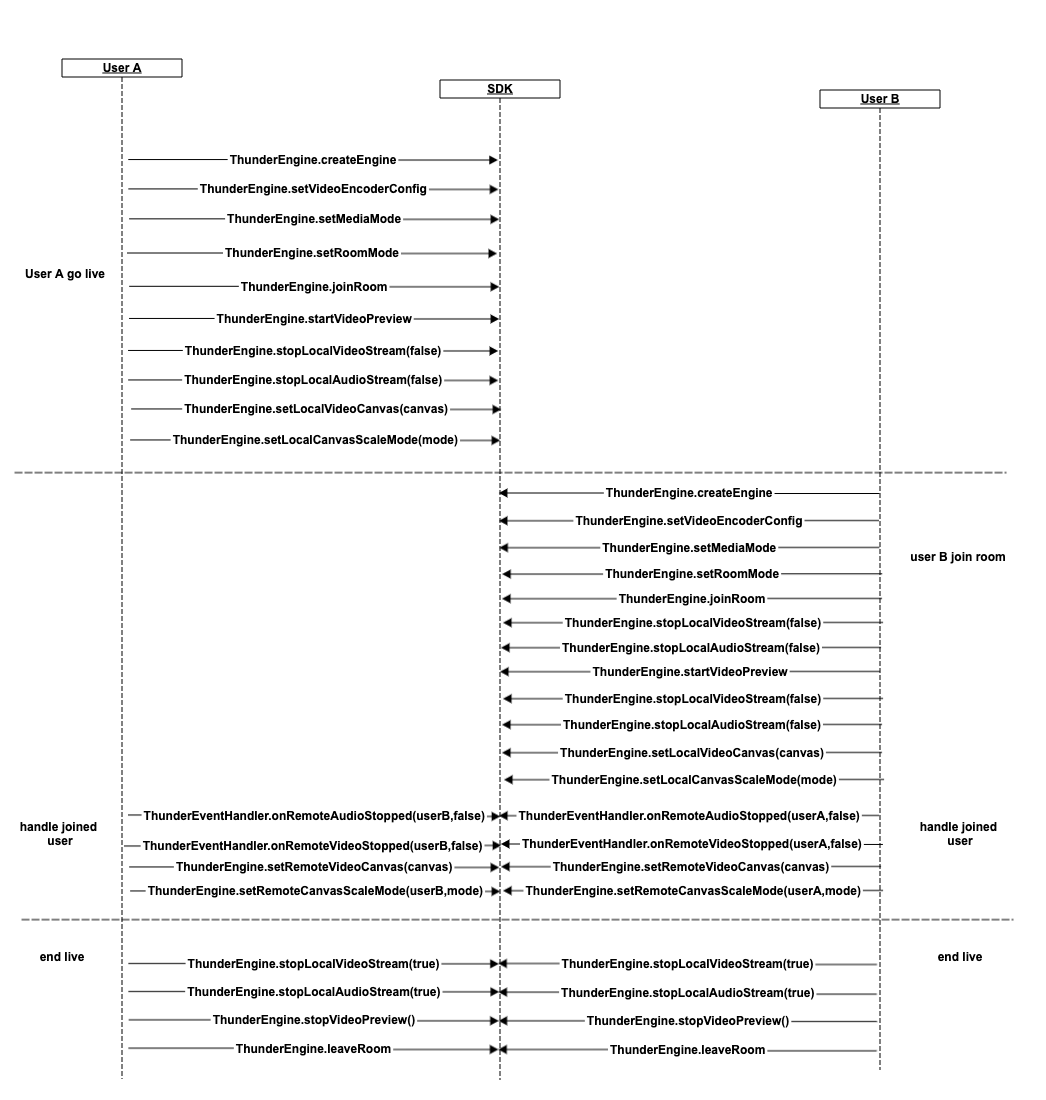 User A
SDK
User B
ThunderEngine.createEngine
ThunderEngine.setVideoEncoderConfig
ThunderEngine.setMediaMode
ThunderEngine.setRoomMode
User A go live
ThunderEngine.joinRoom
ThunderEngine.startVideoPreview
ThunderEngine.stopLocalVideoStream(false)
ThunderEngine.stopLocalAudioStream(false)
ThunderEngine.setLocalVideoCanvas(canvas)
ThunderEngine.setLocalCanvasScaleMode(mode)
ThunderEngine.createEngine
ThunderEngine.setVideoEncoderConfig
ThunderEngine.setMediaMode
user B join room
ThunderEngine.setRoomMode
ThunderEngine.joinRoom
ThunderEngine.stopLocalVideoStream(false)
ThunderEngine.stopLocalAudioStream(false)
ThunderEngine.startVideoPreview
ThunderEngine.stopLocalVideoStream(false)
ThunderEngine.stopLocalAudioStream(false)
ThunderEngine.setLocalVideoCanvas(canvas)
ThunderEngine.setLocalCanvasScaleMode(mode)
ThunderEventHandler.onRemoteAudioStopped(userB,false)
ThunderEventHandler.onRemoteAudioStopped(userA,false)
handle joined
user
handle joined
user
ThunderEventHandler.onRemoteVideoStopped(userB,false)
ThunderEventHandler.onRemoteVideoStopped(userA,false)
ThunderEngine.setRemoteVideoCanvas(canvas)
ThunderEngine.setRemoteVideoCanvas(canvas)
ThunderEngine.setRemoteCanvasScaleMode(userB,mode)
ThunderEngine.setRemoteCanvasScaleMode(userA,mode)
end live
end live
ThunderEngine.stopLocalVideoStream(true)
ThunderEngine.stopLocalVideoStream(true)
ThunderEngine.stopLocalAudioStream(true)
ThunderEngine.stopLocalAudioStream(true)
ThunderEngine.stopVideoPreview()
ThunderEngine.stopVideoPreview()
ThunderEngine.leaveRoom
ThunderEngine.leaveRoom